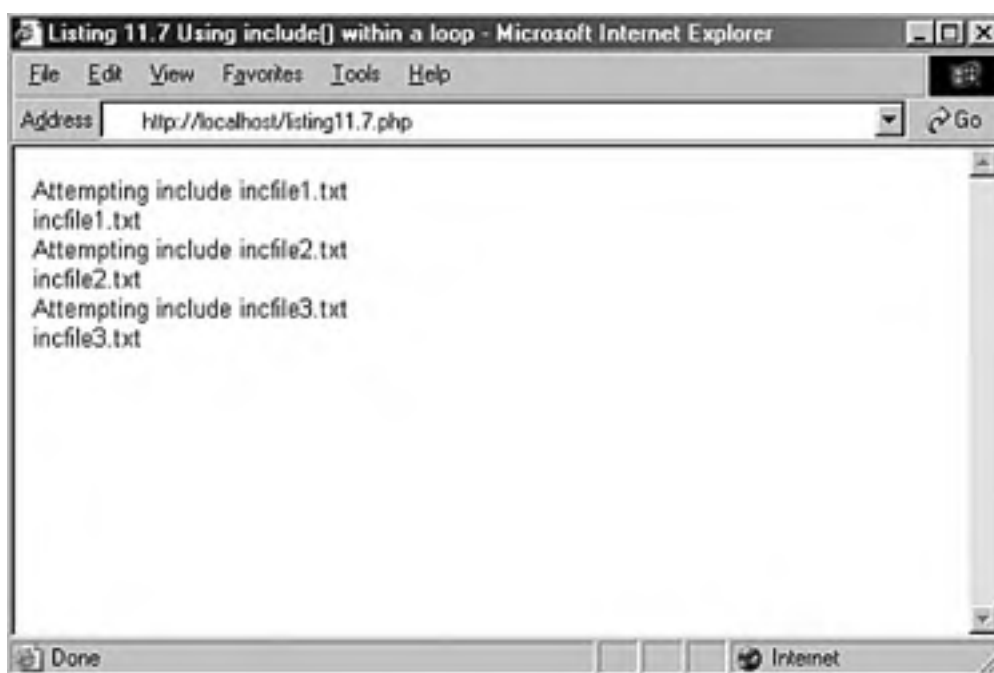 Listing 11.7 Using include() within a loop - Microsoft Internet Explorer
File Edit View Favorites Tools Help
Address http://localhost/listing11.7.php Go
Attempting include incfile1.txt
incfile1.txt
Attempting include incfile2.txt
incfile2.txt
Attempting include incfile3.txt
incfile3.txt
Done Internet